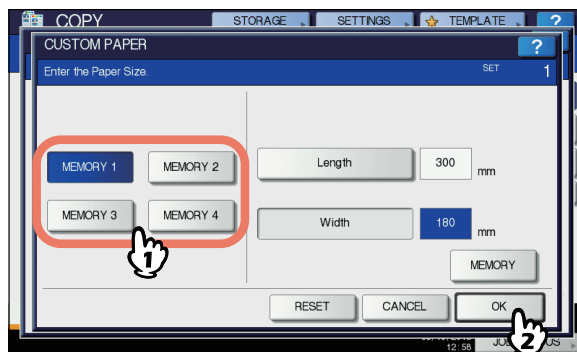 COPY STORAGE SETTINGS TEMPLATE ?
CUSTOM PAPER ?
Enter the Paper Size. SET 1
MEMORY 1 MEMORY 2 Length 300 mm
MEMORY 3 MEMORY 4 Width 180 mm
1
MEMORY
RESET CANCEL OK
2
12:58